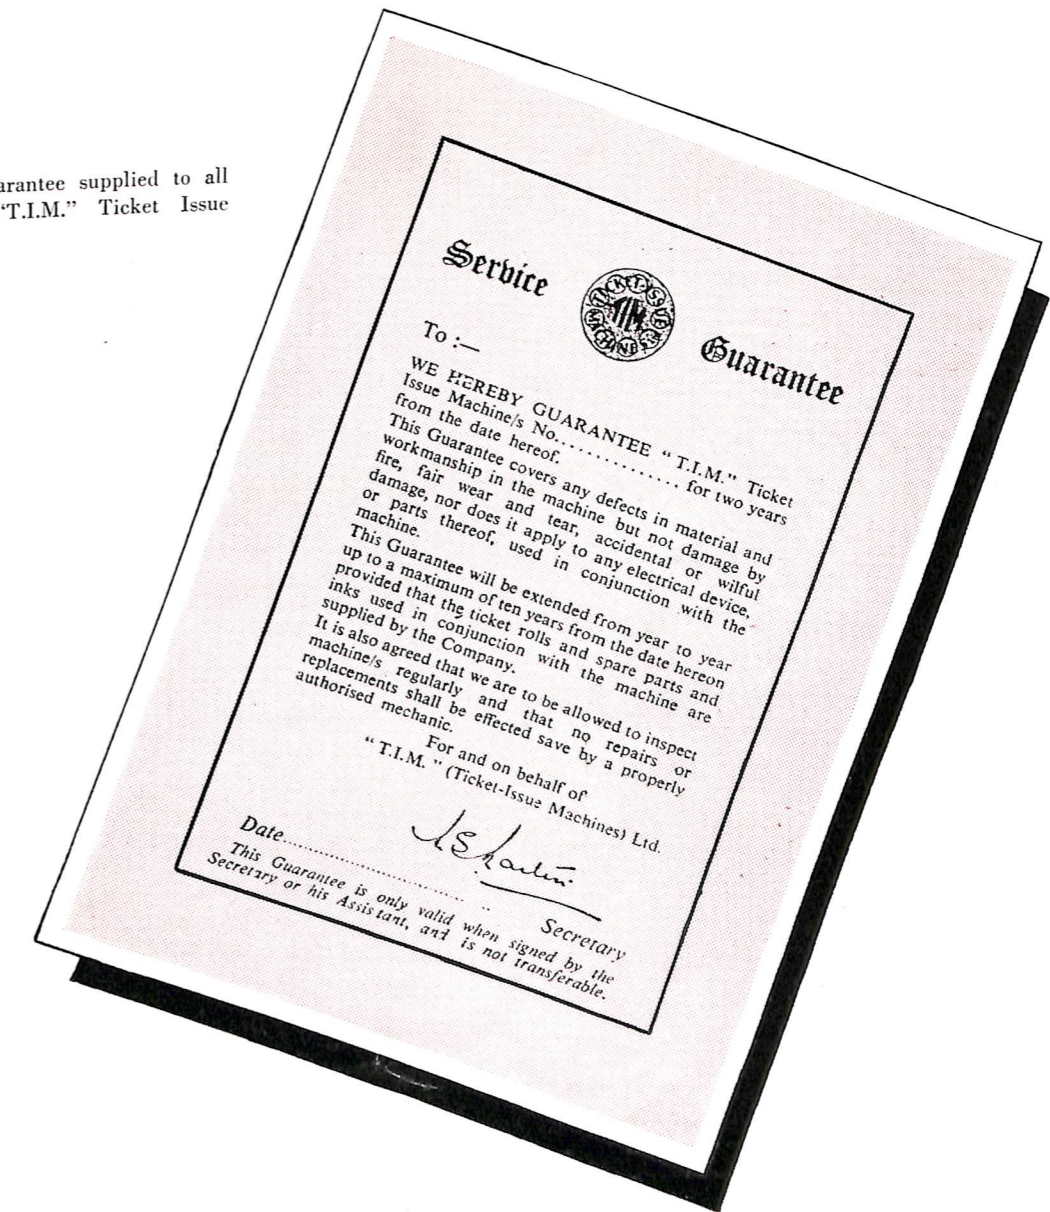 arantee supplied to all
“T.I.M.” Ticket Issue
Service Guarantee
TICKET ISSUE MACHINES
TIM
To :—
WE HEREBY GUARANTEE “ T.I.M.” Ticket
Issue Machine/s No.............. for two years
from the date hereof.
This Guarantee covers any defects in material and
workmanship in the machine but not damage by
fire, fair wear and tear, accidental or wilful
damage, nor does it apply to any electrical device,
or parts thereof, used in conjunction with the
machine.
This Guarantee will be extended from year to year
up to a maximum of ten years from the date hereon
provided that the ticket rolls and spare parts and
inks used in conjunction with the machine are
supplied by the Company.
It is also agreed that we are to be allowed to inspect
machine/s regularly and that no repairs or
replacements shall be effected save by a properly
authorised mechanic.
For and on behalf of
“ T.I.M. ” (Ticket-Issue Machines) Ltd.
Date..............................
Secretary
This Guarantee is only valid when signed by the
Secretary or his Assistant, and is not transferable.